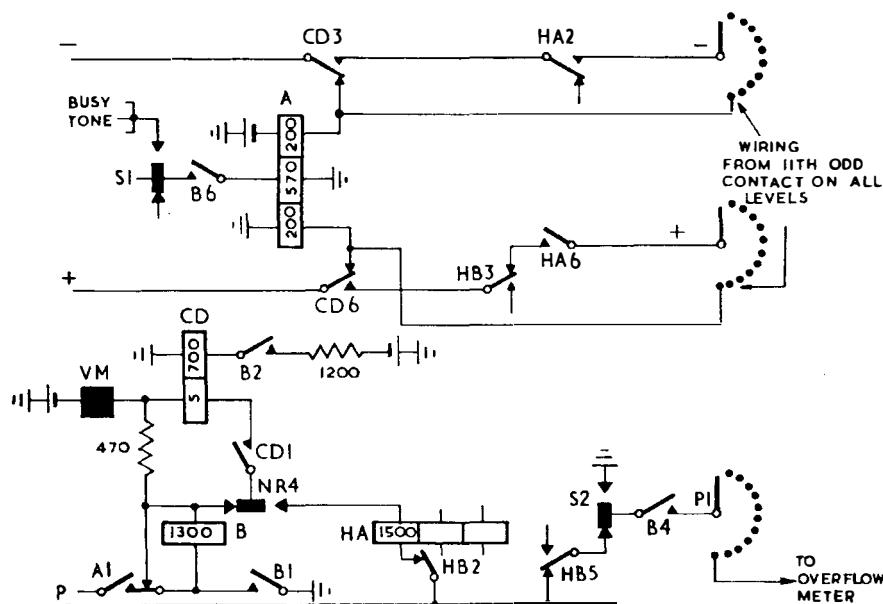 − CD3 HA2 −
A
BUSY
TONE
200
570
200
S1
B6
WIRING
FROM 11TH ODD
CONTACT ON ALL
LEVELS
+ CD6 HB3 HA6 +
CD
700
5
B2
1200
VM
470
CD1
NR4
1300
B
HA
1500
S2
P1
B4
P
A1
B1
HB2
HB5
TO
OVERFLOW
METER